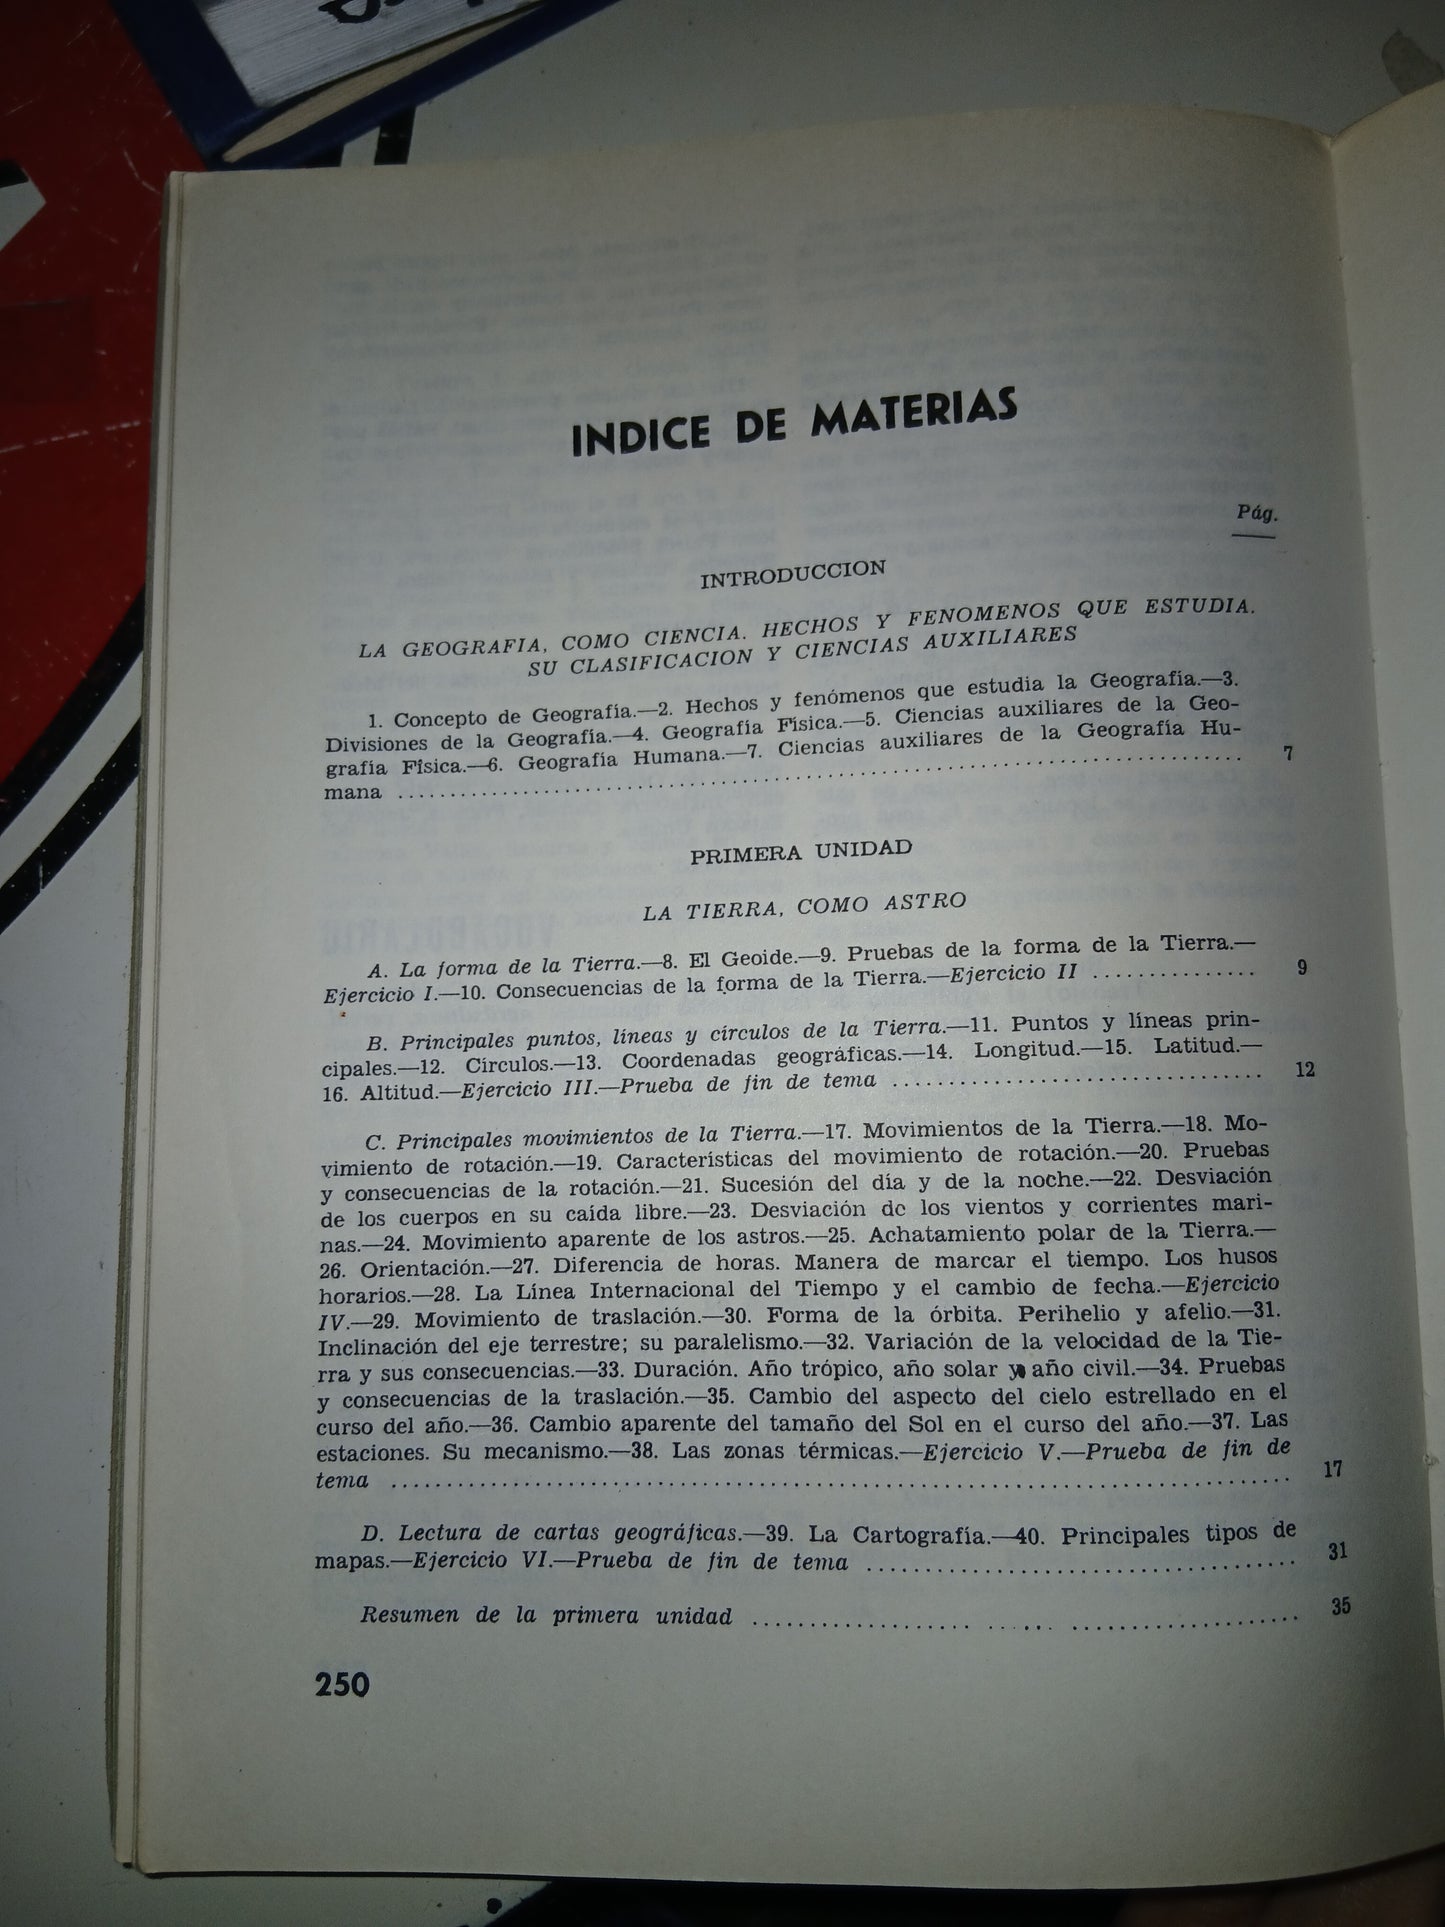 INDICE DE MATERIAS
Pág.
INTRODUCCION
LA GEOGRAFIA, COMO CIENCIA. HECHOS Y FENOMENOS QUE ESTUDIA.
SU CLASIFICACION Y CIENCIAS AUXILIARES
1. Concepto de Geografía.—2. Hechos y fenómenos que estudia la Geografía.—3.
Divisiones de la Geografía.—4. Geografía Física.—5. Ciencias auxiliares de la Geo-
grafía Física.—6. Geografía Humana.—7. Ciencias auxiliares de la Geografía Hu-
mana ........................................................................ 7
PRIMERA UNIDAD
LA TIERRA, COMO ASTRO
A. La forma de la Tierra.—8. El Geoide.—9. Pruebas de la forma de la Tierra.—
Ejercicio I.—10. Consecuencias de la forma de la Tierra.—Ejercicio II ............... 9
B. Principales puntos, líneas y círculos de la Tierra.—11. Puntos y líneas prin-
cipales.—12. Círculos.—13. Coordenadas geográficas.—14. Longitud.—15. Latitud.—
16. Altitud.—Ejercicio III.—Prueba de fin de tema ................................. 12
C. Principales movimientos de la Tierra.—17. Movimientos de la Tierra.—18. Mo-
vimiento de rotación.—19. Características del movimiento de rotación.—20. Pruebas
y consecuencias de la rotación.—21. Sucesión del día y de la noche.—22. Desviación
de los cuerpos en su caída libre.—23. Desviación de los vientos y corrientes mari-
nas.—24. Movimiento aparente de los astros.—25. Achatamiento polar de la Tierra.—
26. Orientación.—27. Diferencia de horas. Manera de marcar el tiempo. Los husos
horarios.—28. La Línea Internacional del Tiempo y el cambio de fecha.—Ejercicio
IV.—29. Movimiento de traslación.—30. Forma de la órbita. Perihelio y afelio.—31.
Inclinación del eje terrestre; su paralelismo.—32. Variación de la velocidad de la Tie-
rra y sus consecuencias.—33. Duración. Año trópico, año solar y año civil.—34. Pruebas
y consecuencias de la traslación.—35. Cambio del aspecto del cielo estrellado en el
curso del año.—36. Cambio aparente del tamaño del Sol en el curso del año.—37. Las
estaciones. Su mecanismo.—38. Las zonas térmicas.—Ejercicio V.—Prueba de fin de
tema ........................................................................ 17
D. Lectura de cartas geográficas.—39. La Cartografía.—40. Principales tipos de
mapas.—Ejercicio VI.—Prueba de fin de tema ..................................... 31
Resumen de la primera unidad ................... ...... .................... 35
250